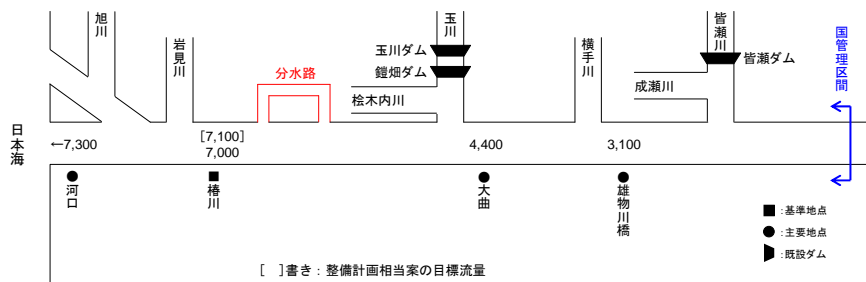 旭川
岩見川
分水路
玉川
玉川ダム
鎧畑ダム
桧木内川
横手川
皆瀬川
皆瀬ダム
成瀬川
国管理区間
日本海
←7,300
[7,100]
7,000
4,400
3,100
河口
椿川
大曲
雄物川橋
■:基準地点
●:主要地点
:既設ダム
[ ]書き:整備計画相当案の目標流量